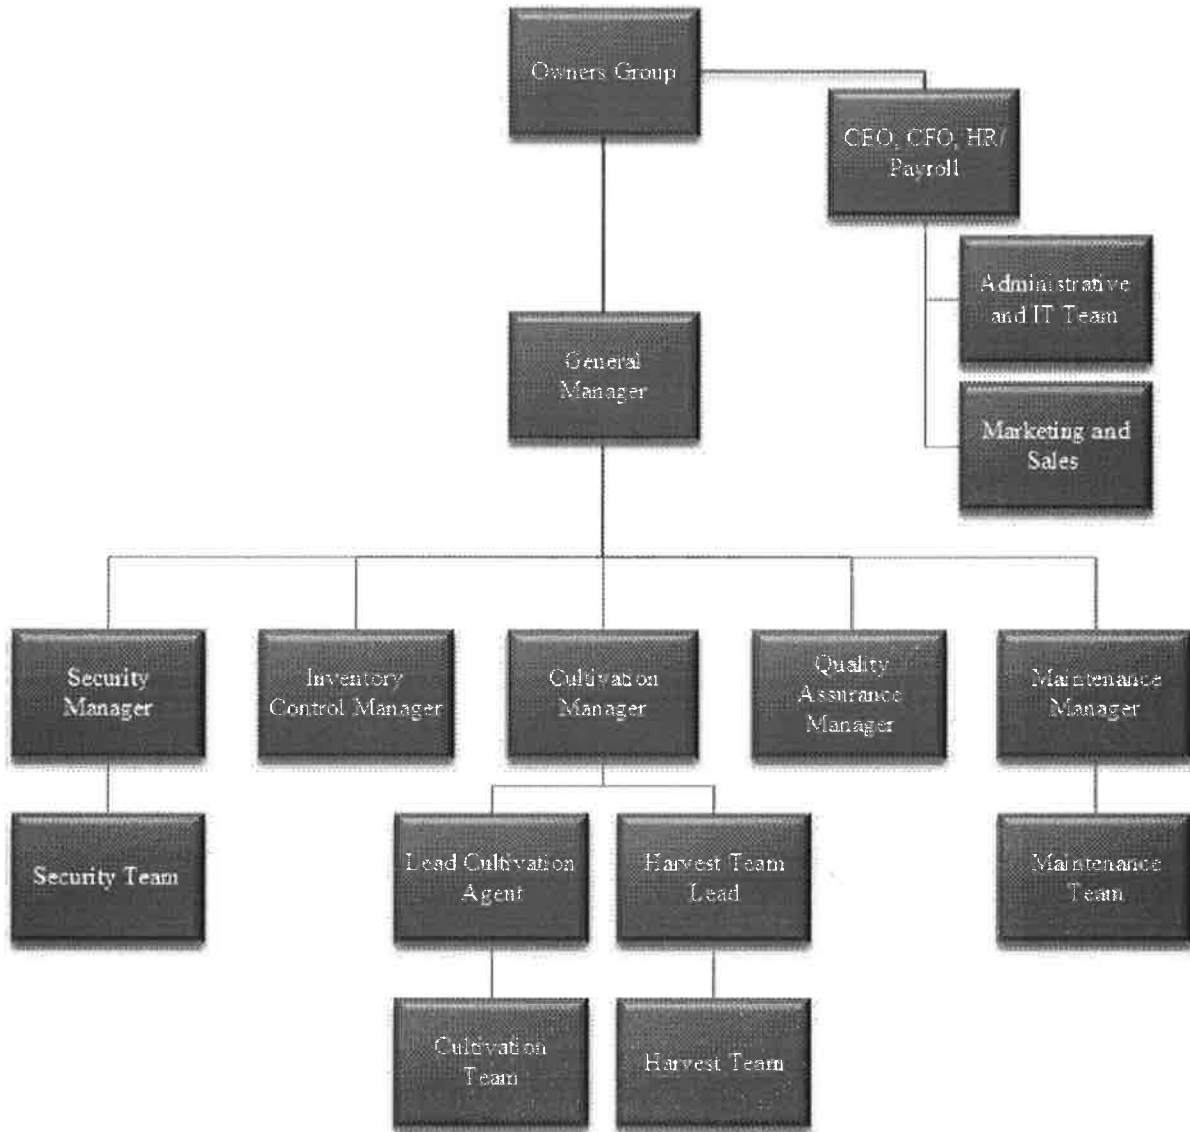 Owners Group
CEO, CFO, HR/
Payroll
Administrative
and IT Team
General
Manager
Marketing and
Sales
Security
Manager
Inventory
Control Manager
Cultivation
Manager
Quality
Assurance
Manager
Maintenance
Manager
Security Team
Lead Cultivation
Agent
Harvest Team
Lead
Maintenance
Team
Cultivation
Team
Harvest Team